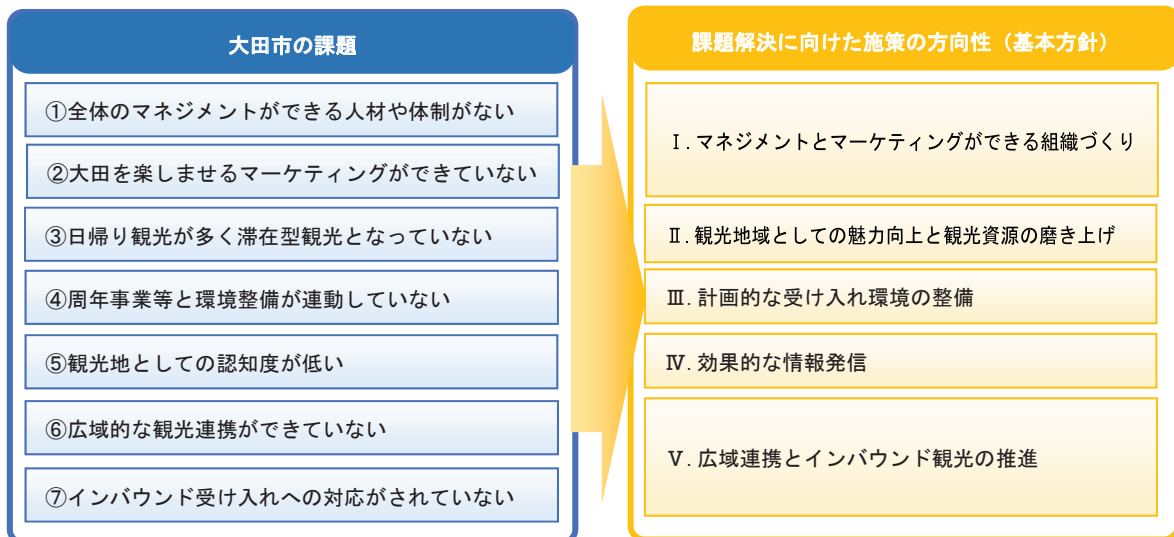 大田市の課題
①全体のマネジメントができる人材や体制がない
②大田を楽しませるマーケティングができていない
③日帰り観光が多く滞在型観光となっていない
④周年事業等と環境整備が連動していない
⑤観光地としての認知度が低い
⑥広域的な観光連携ができていない
⑦インバウンド受け入れへの対応がされていない
課題解決に向けた施策の方向性（基本方針）
Ⅰ. マネジメントとマーケティングができる組織づくり
Ⅱ. 観光地域としての魅力向上と観光資源の磨き上げ
Ⅲ. 計画的な受け入れ環境の整備
Ⅳ. 効果的な情報発信
Ⅴ. 広域連携とインバウンド観光の推進